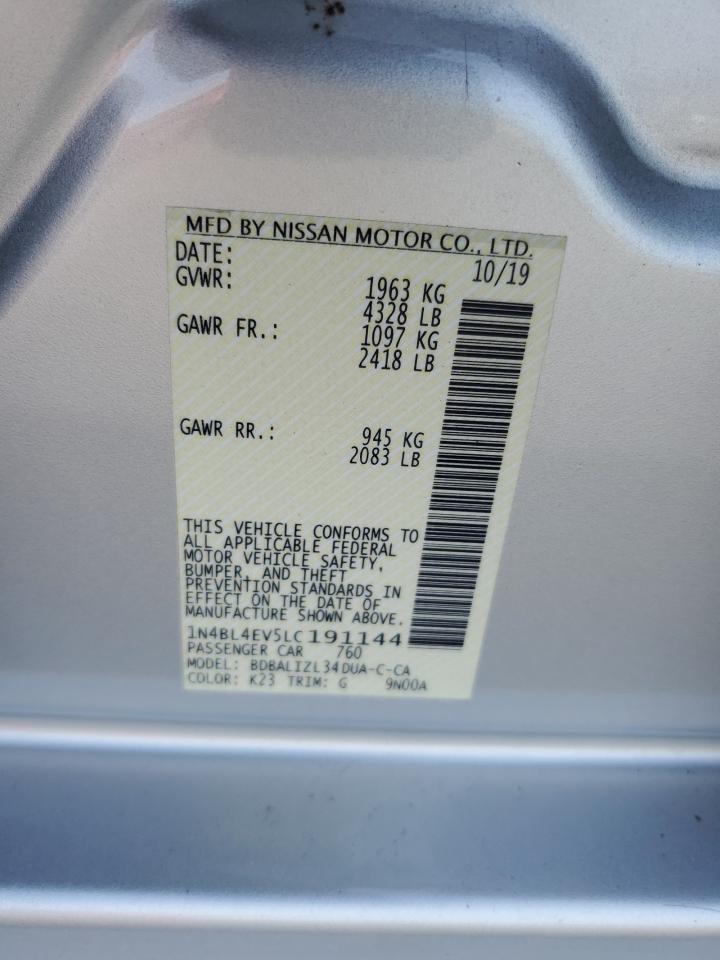 MFD BY NISSAN MOTOR CO., LTD.
DATE: 10/19
GVWR: 1963 KG
4328 LB
GAWR FR.: 1097 KG
2418 LB
GAWR RR.: 945 KG
2083 LB
THIS VEHICLE CONFORMS TO
ALL APPLICABLE FEDERAL
MOTOR VEHICLE SAFETY,
BUMPER, AND THEFT
PREVENTION STANDARDS IN
EFFECT ON THE DATE OF
MANUFACTURE SHOWN ABOVE.
1N4BL4EV5LC191144
PASSENGER CAR 760
MODEL: BDBALIZL34DUA-C-CA
COLOR: K23 TRIM: G 9N00A